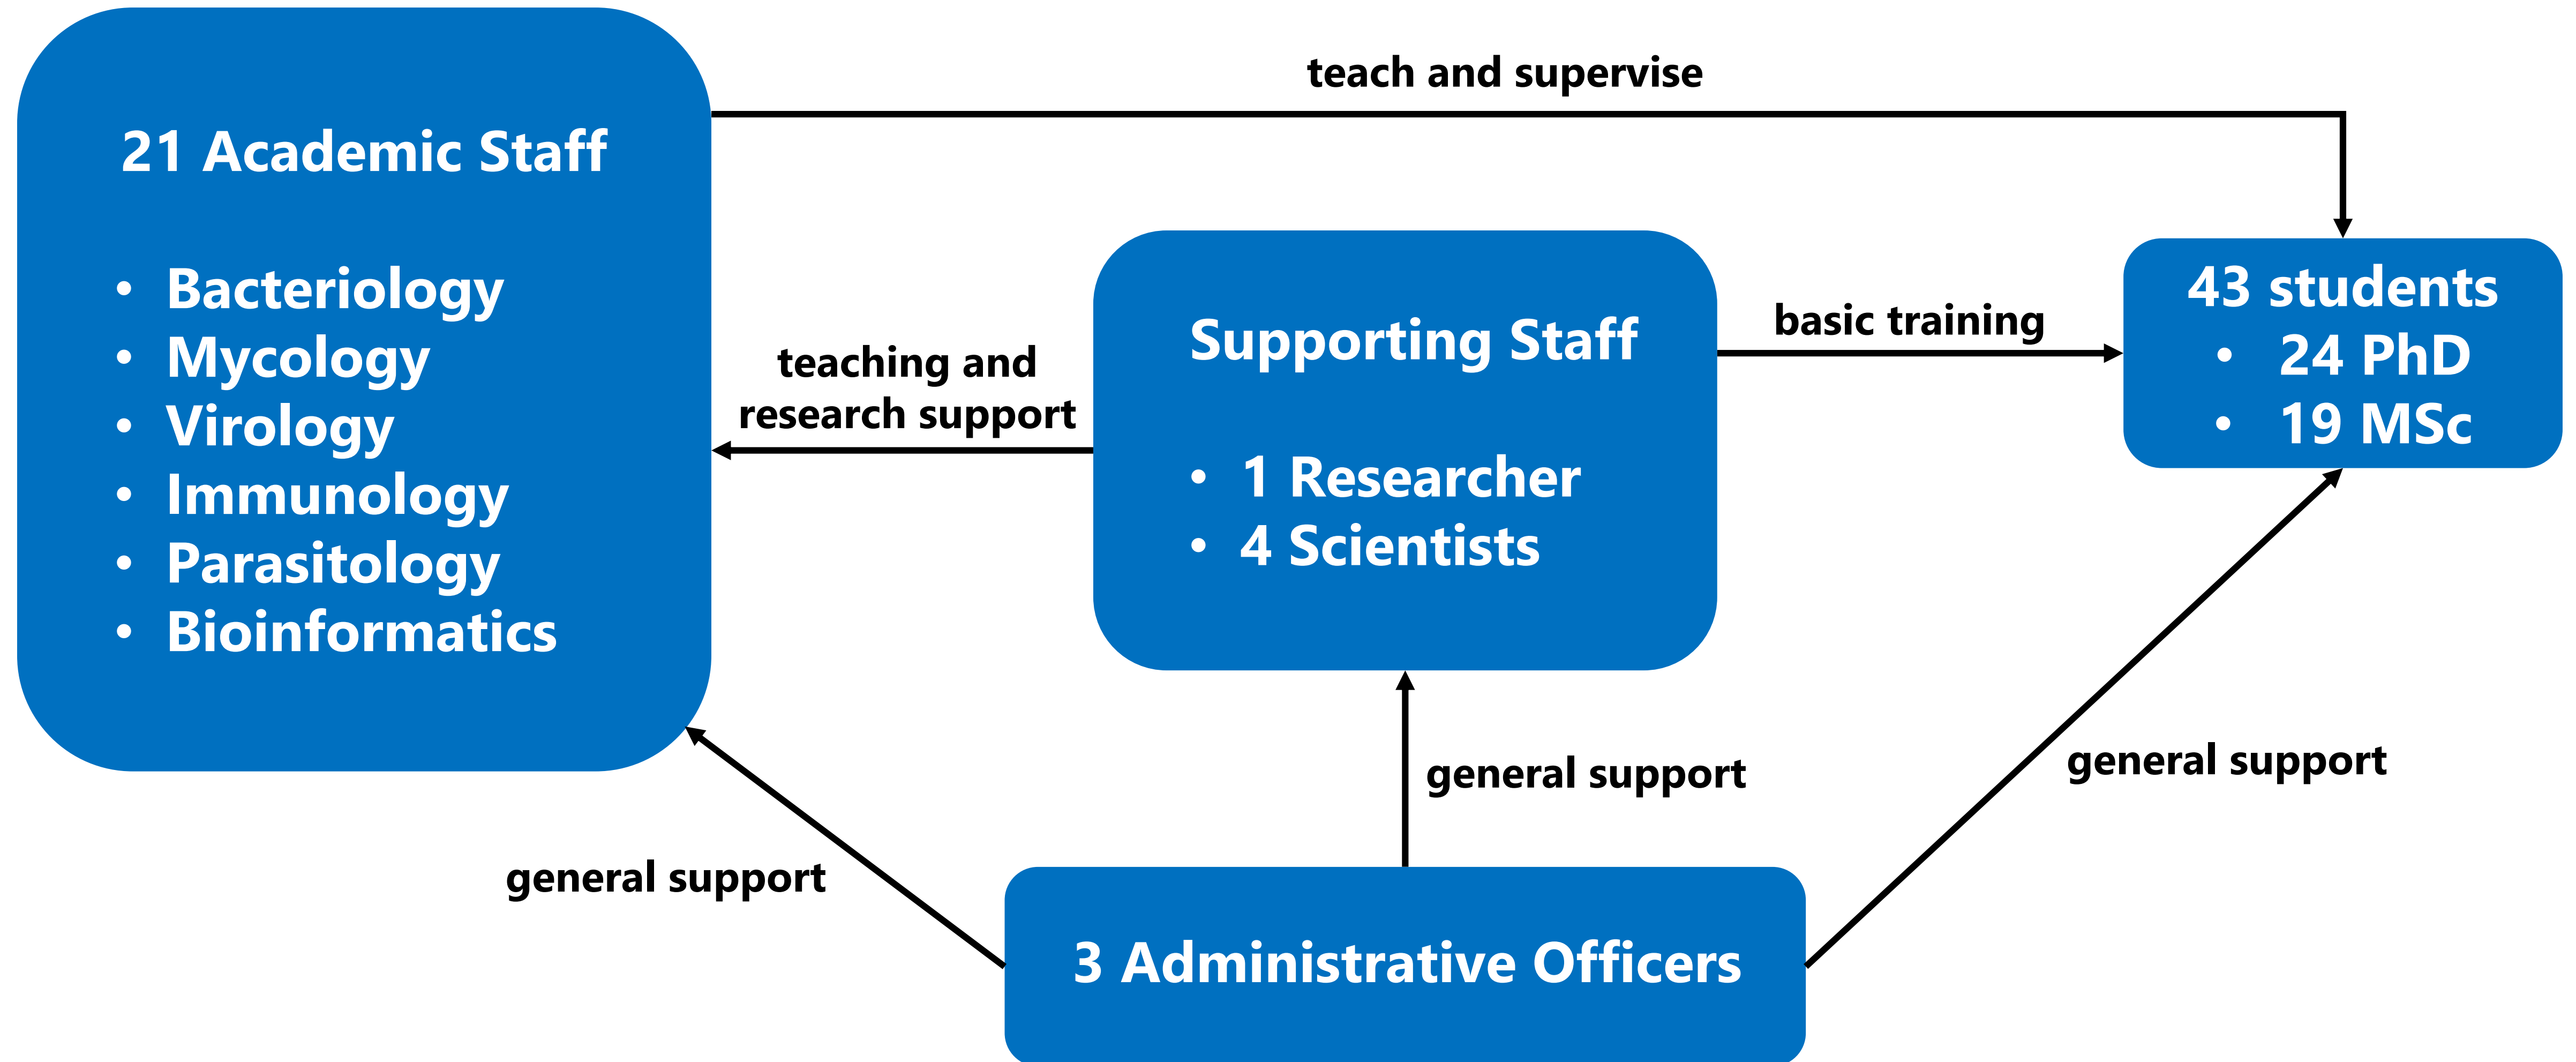 teach and supervise
21 Academic Staff
• Bacteriology
• Mycology
• Virology
• Immunology
• Parasitology
• Bioinformatics
teaching and
research support
Supporting Staff
• 1 Researcher
• 4 Scientists
basic training
43 students
• 24 PhD
• 19 MSc
general support
general support
general support
3 Administrative Officers